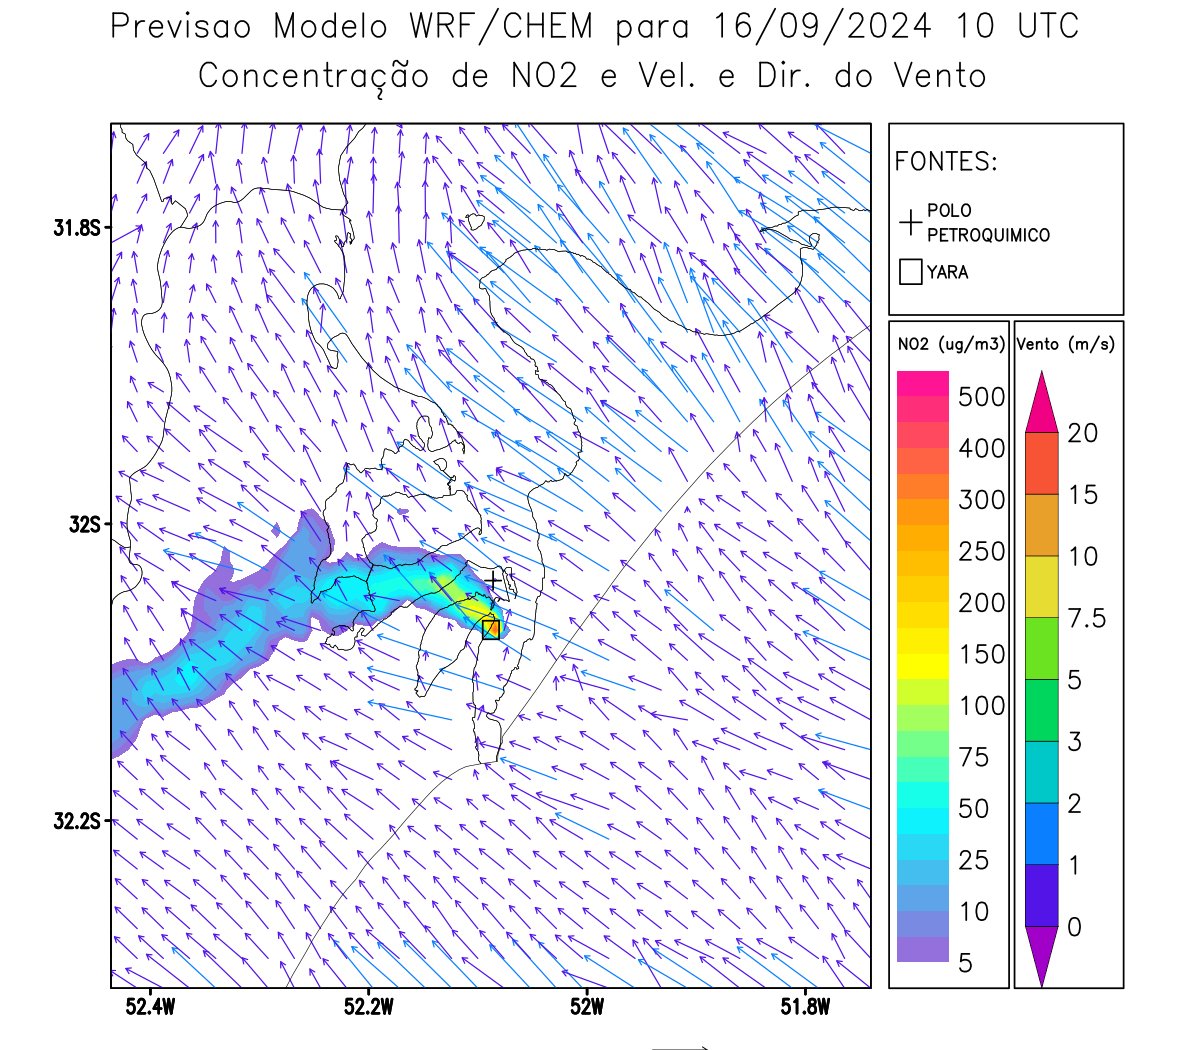 Previsao Modelo WRF/CHEM para 16/09/2024 10 UTC
Concentração de NO2 e Vel. e Dir. do Vento
FONTES:
POLO
PETROQUIMICO
YARA
31.8S
32S
32.2S
52.4W
52.2W
52W
51.8W
NO2 (ug/m3)
500
400
300
250
200
150
100
75
50
25
10
5
Vento (m/s)
20
15
10
7.5
5
3
2
1
0